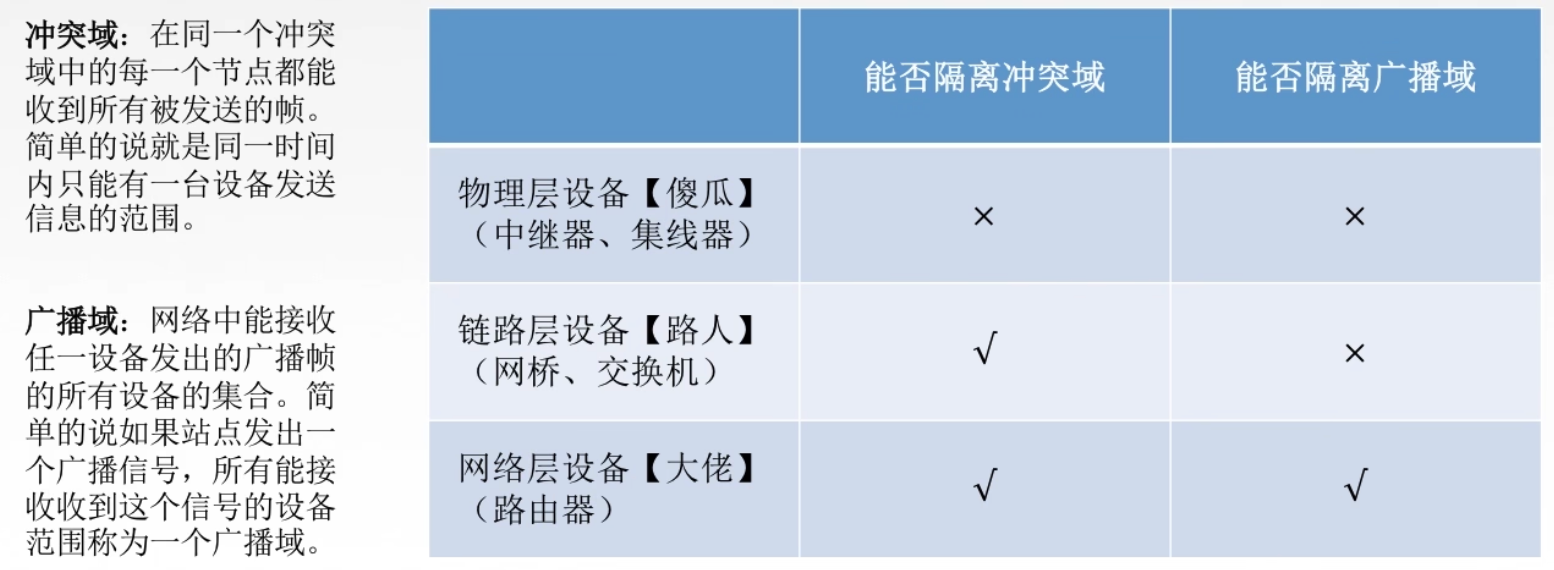 冲突域：在同一个冲突
域中的每一个节点都能
收到所有被发送的帧。
简单的说就是同一时间
内只能有一台设备发送
信息的范围。
广播域：网络中能接收
任一设备发出的广播帧
的所有设备的集合。简
单的说如果站点发出一
个广播信号，所有能接
收收到这个信号的设备
范围称为一个广播域。
能否隔离冲突域 能否隔离广播域
物理层设备【傻瓜】
（中继器、集线器）
× ×
链路层设备【路人】
（网桥、交换机）
√ ×
网络层设备【大佬】
（路由器）
√ √